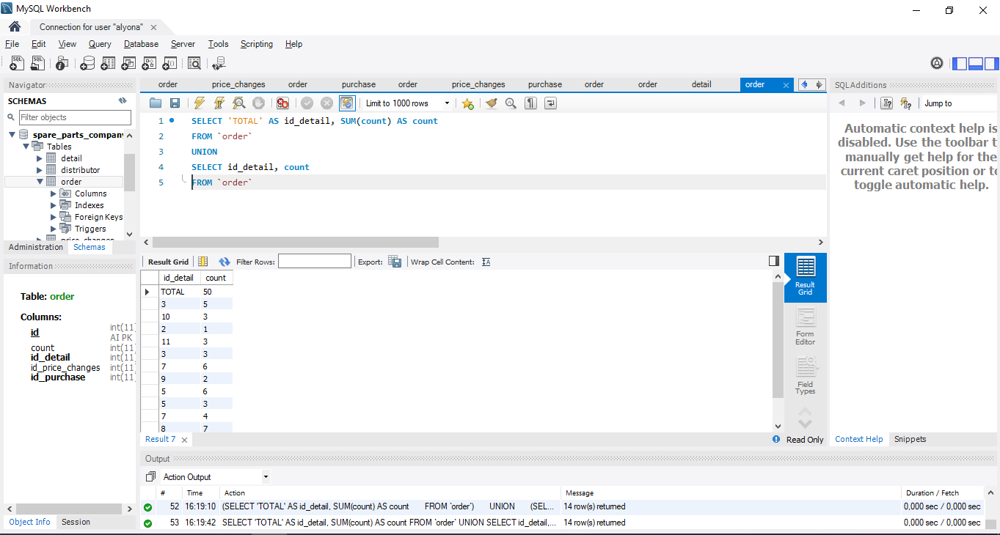 MySQL Workbench
Connection for user "alyona" ×
File Edit View Query Database Server Tools Scripting Help
Navigator
SCHEMAS
Filter objects
spare_parts_company
Tables
detail
distributor
order
Columns
Indexes
Foreign Keys
Triggers
price_changes
Administration Schemas
Information
Table: order
Columns:
id int(11) AI PK
count int(11)
id_detail int(11)
id_price_changes int(11)
id_purchase int(11)
Object Info Session
order price_changes order purchase order price_changes purchase order order detail order ×
Limit to 1000 rows
1 SELECT 'TOTAL' AS id_detail, SUM(count) AS count
2 FROM `order`
3 UNION
4 SELECT id_detail, count
5 FROM `order`
Result Grid Filter Rows: Export: Wrap Cell Content:
id_detail count
TOTAL 50
3 5
10 3
2 1
11 3
3 3
7 6
9 2
5 6
5 3
7 4
8 7
Result Grid
Form Editor
Field Types
Result 7 × Read Only
Output
Action Output
# Time Action Message Duration / Fetch
52 16:19:10 (SELECT 'TOTAL' AS id_detail, SUM(count) AS count FROM `order`) UNION (SEL... 14 row(s) returned 0,000 sec / 0,000 sec
53 16:19:42 SELECT 'TOTAL' AS id_detail, SUM(count) AS count FROM `order` UNION SELECT id_detail,... 14 row(s) returned 0,000 sec / 0,000 sec
SQLAdditions
Jump to
Automatic context help is
disabled. Use the toolbar t
manually get help for the
current caret position or to
toggle automatic help.
Context Help Snippets